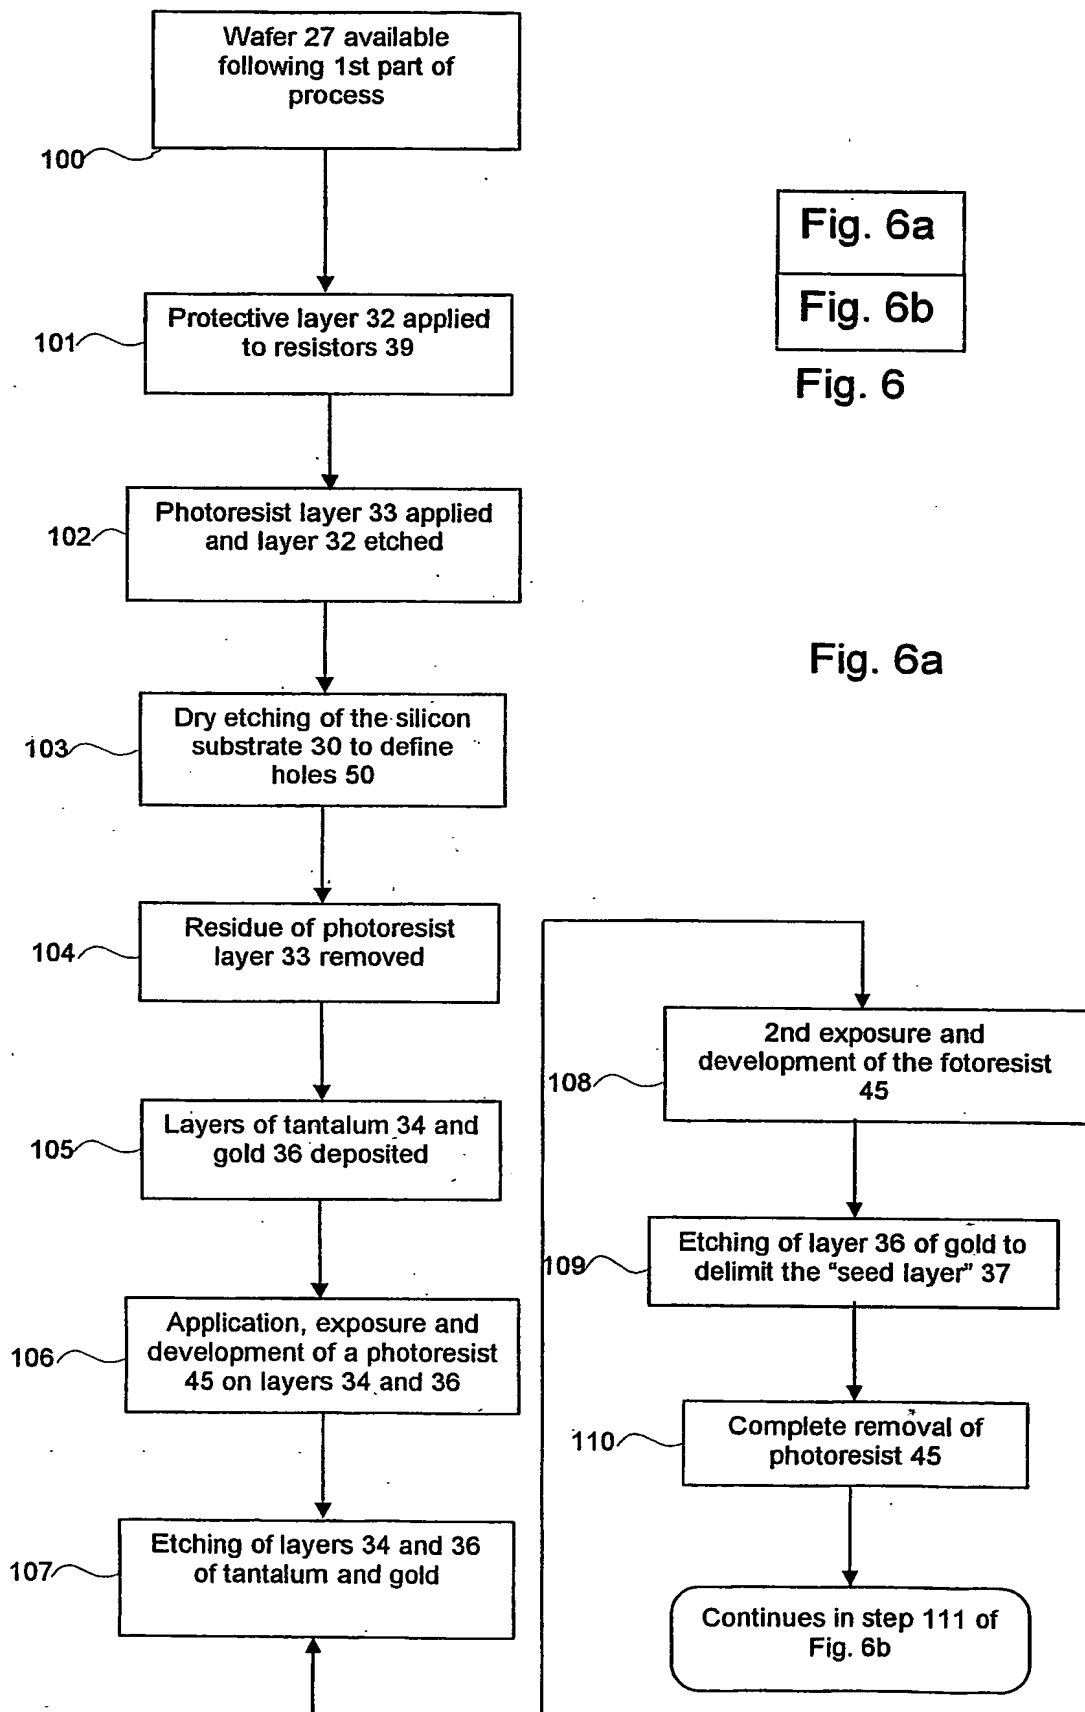 Wafer 27 available
following 1st part of
process
100
Protective layer 32 applied
to resistors 39
101
Photoresist layer 33 applied
and layer 32 etched
102
Dry etching of the silicon
substrate 30 to define
holes 50
103
Residue of photoresist
layer 33 removed
104
Layers of tantalum 34 and
gold 36 deposited
105
Application, exposure and
development of a photoresist
45 on layers 34 and 36
106
Etching of layers 34 and 36
of tantalum and gold
107
Fig. 6a
Fig. 6b
Fig. 6
Fig. 6a
2nd exposure and
development of the fotoresist
45
108
Etching of layer 36 of gold to
delimit the “seed layer” 37
109
Complete removal of
photoresist 45
110
Continues in step 111 of
Fig. 6b